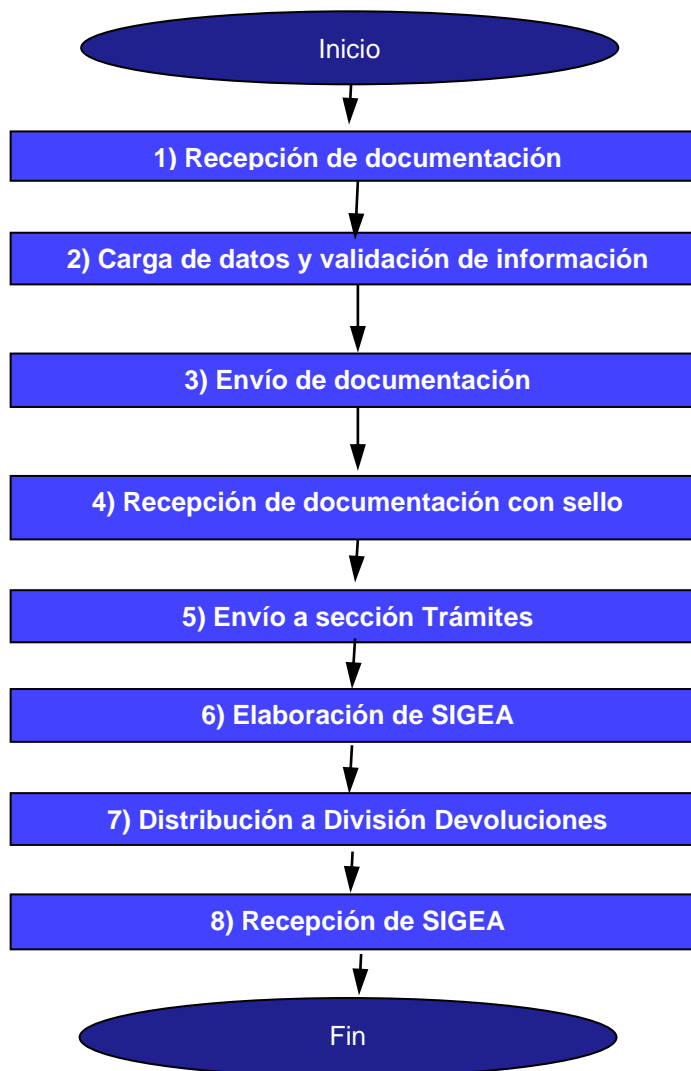 Inicio
1) Recepción de documentación
2) Carga de datos y validación de información
3) Envío de documentación
4) Recepción de documentación con sello
5) Envío a sección Trámites
6) Elaboración de SIGEA
7) Distribución a División Devoluciones
8) Recepción de SIGEA
Fin